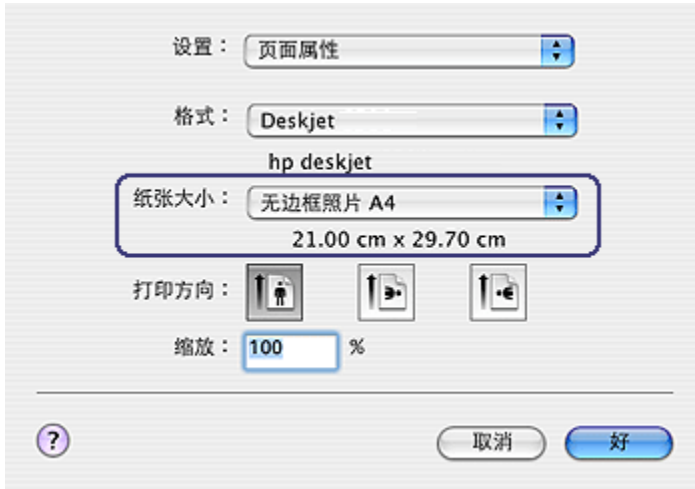 设置： 页面属性
格式： Deskjet
hp deskjet
纸张大小： 无边框照片 A4
21.00 cm x 29.70 cm
打印方向：
缩放： 100 %
? 取消 好